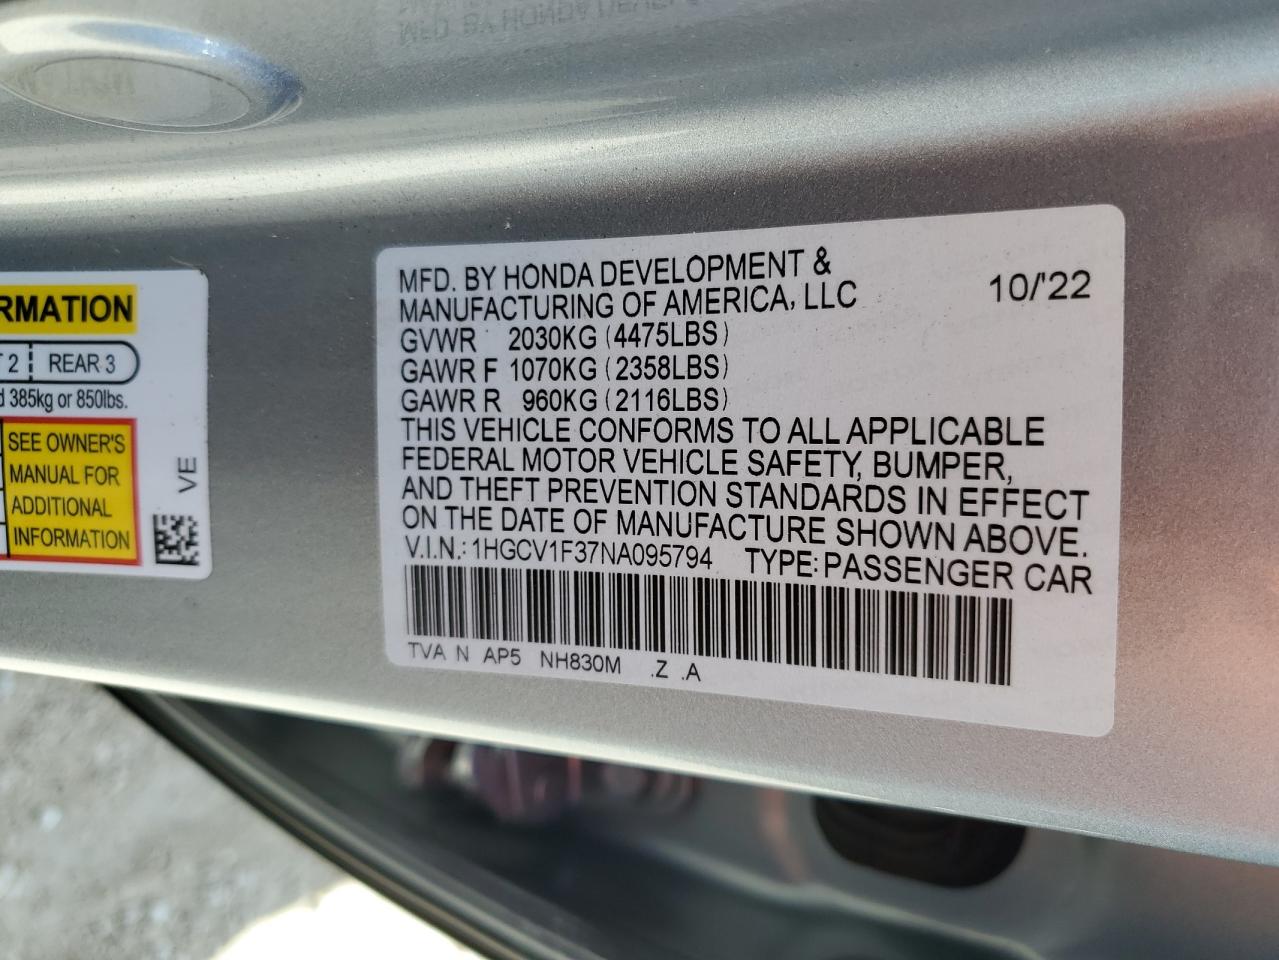 RMATION
2 REAR 3
385kg or 850lbs.
SEE OWNER'S
MANUAL FOR
ADDITIONAL
INFORMATION
VE
MFD. BY HONDA DEVELOPMENT &
MANUFACTURING OF AMERICA, LLC 10/'22
GVWR 2030KG (4475LBS)
GAWR F 1070KG (2358LBS)
GAWR R 960KG (2116LBS)
THIS VEHICLE CONFORMS TO ALL APPLICABLE
FEDERAL MOTOR VEHICLE SAFETY, BUMPER,
AND THEFT PREVENTION STANDARDS IN EFFECT
ON THE DATE OF MANUFACTURE SHOWN ABOVE.
V.I.N.: 1HGCV1F37NA095794 TYPE: PASSENGER CAR
TVA N AP5 NH830M .Z .A